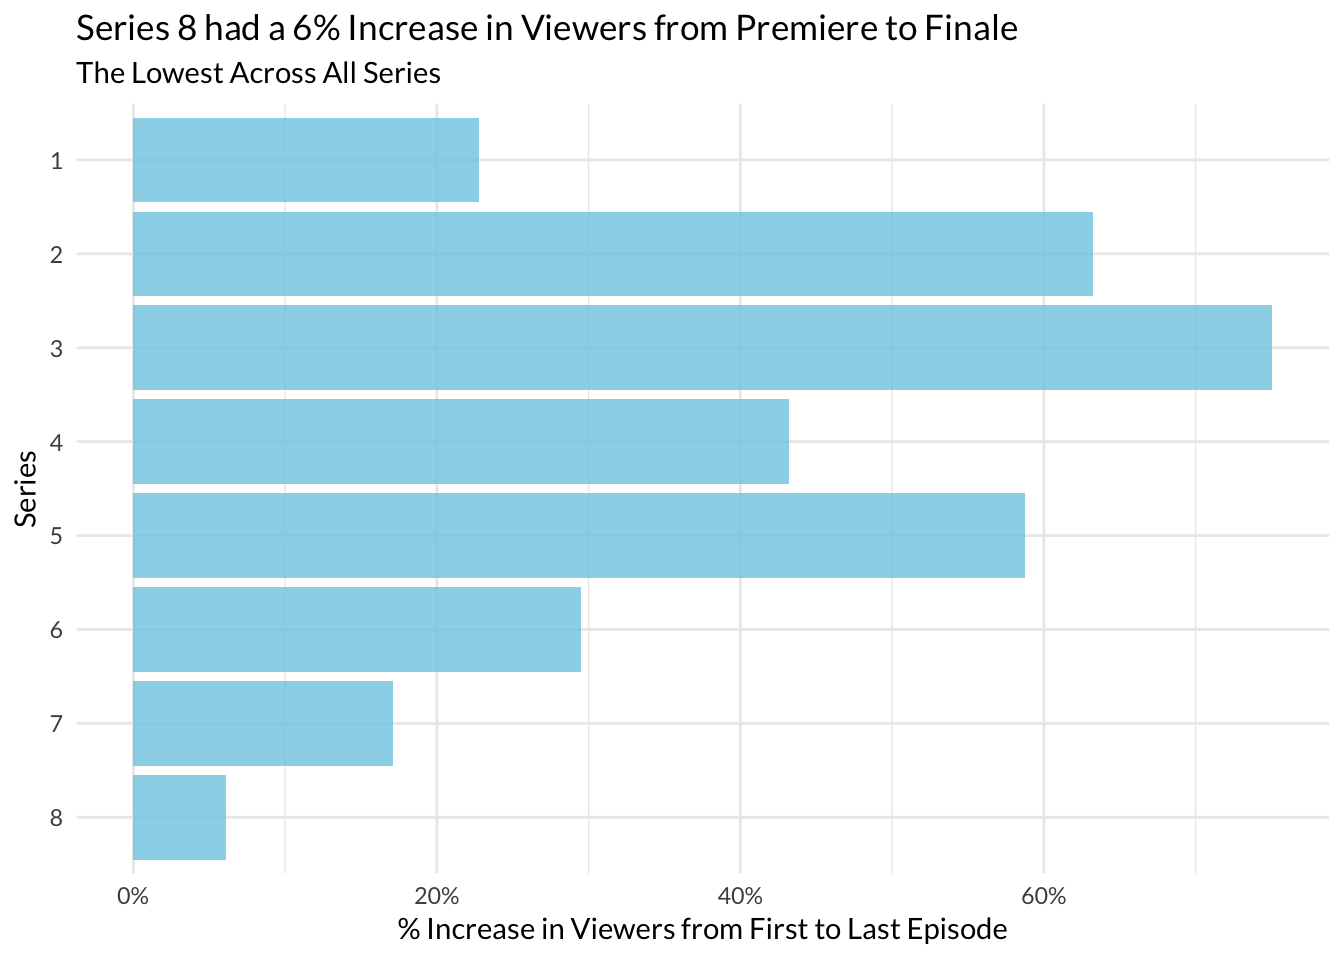 Series 8 had a 6% Increase in Viewers from Premiere to Finale
The Lowest Across All Series
Series
1
2
3
4
5
6
7
8
0% 20% 40% 60%
% Increase in Viewers from First to Last Episode